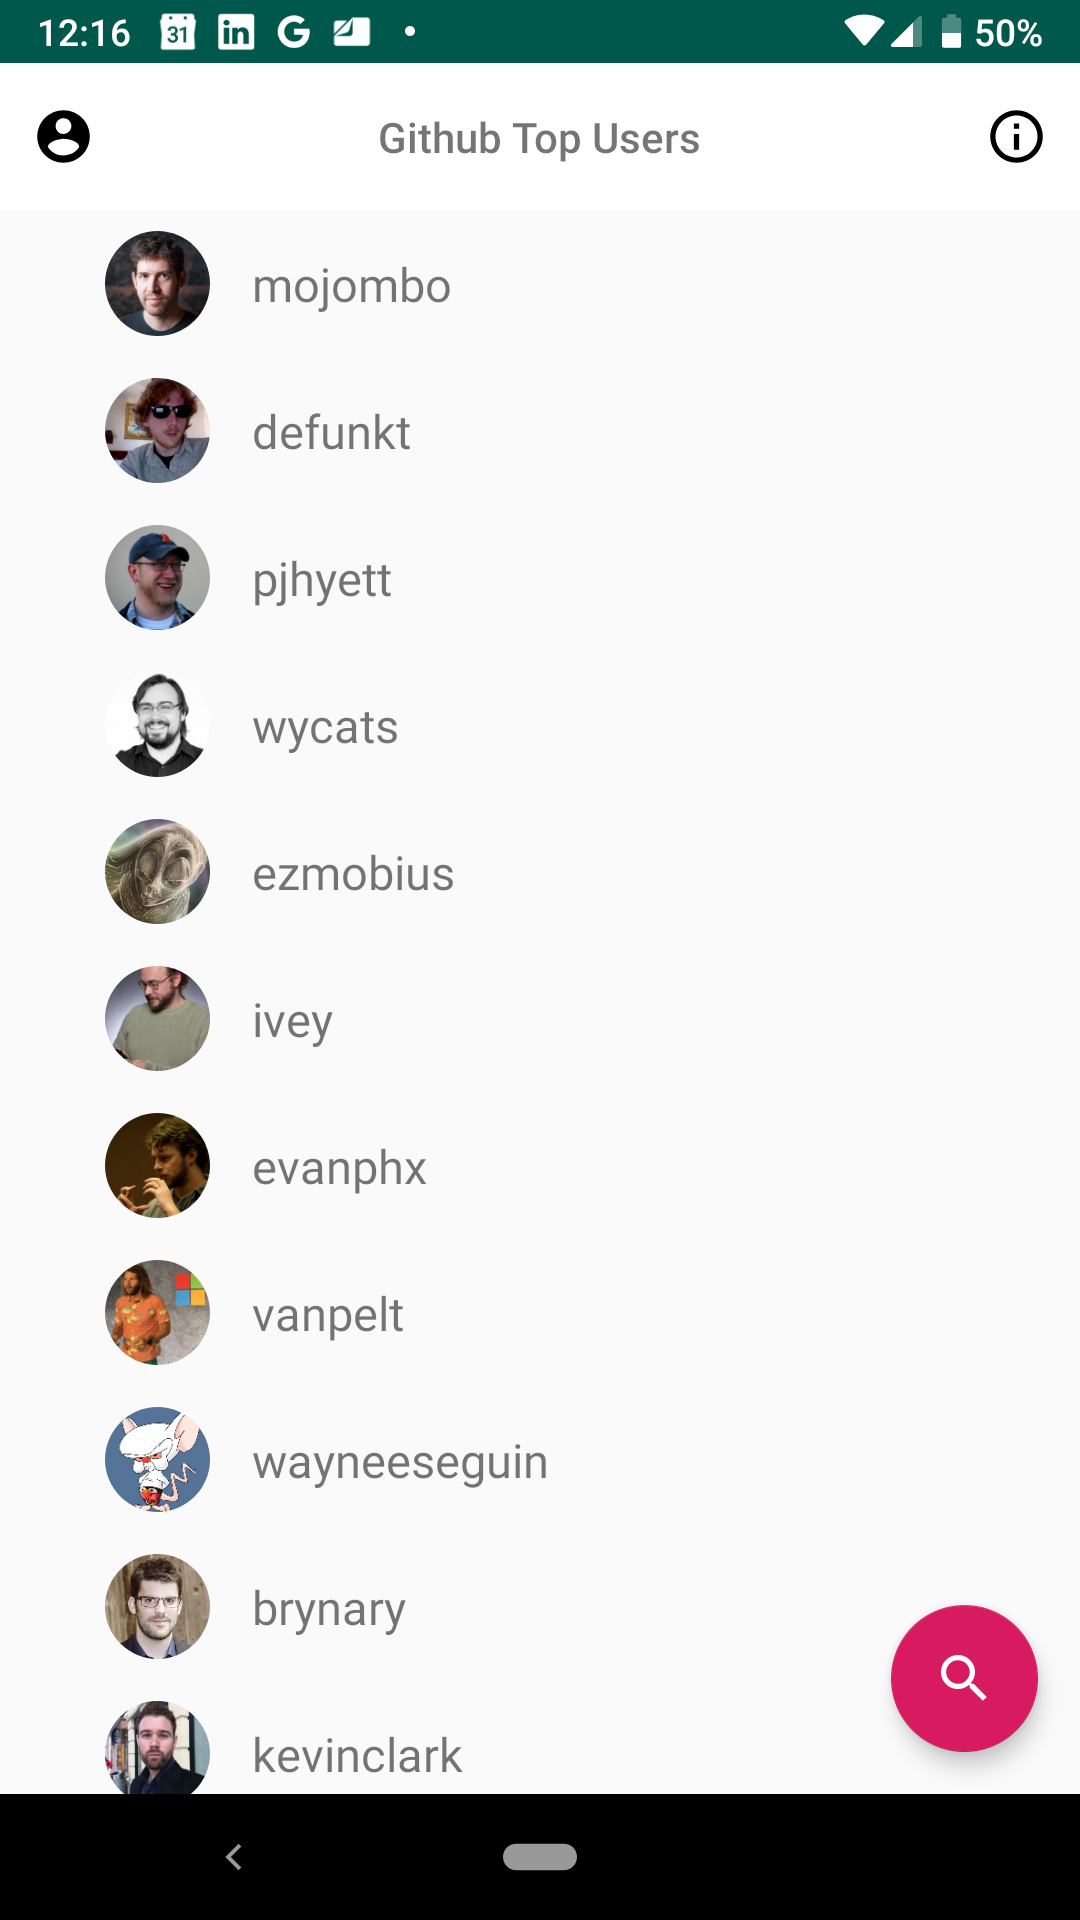 12:16 31 in G 50%
Github Top Users
mojombo
defunkt
pjhyett
wycats
ezmobius
ivey
evanphx
vanpelt
wayneeseguin
brynary
kevinclark